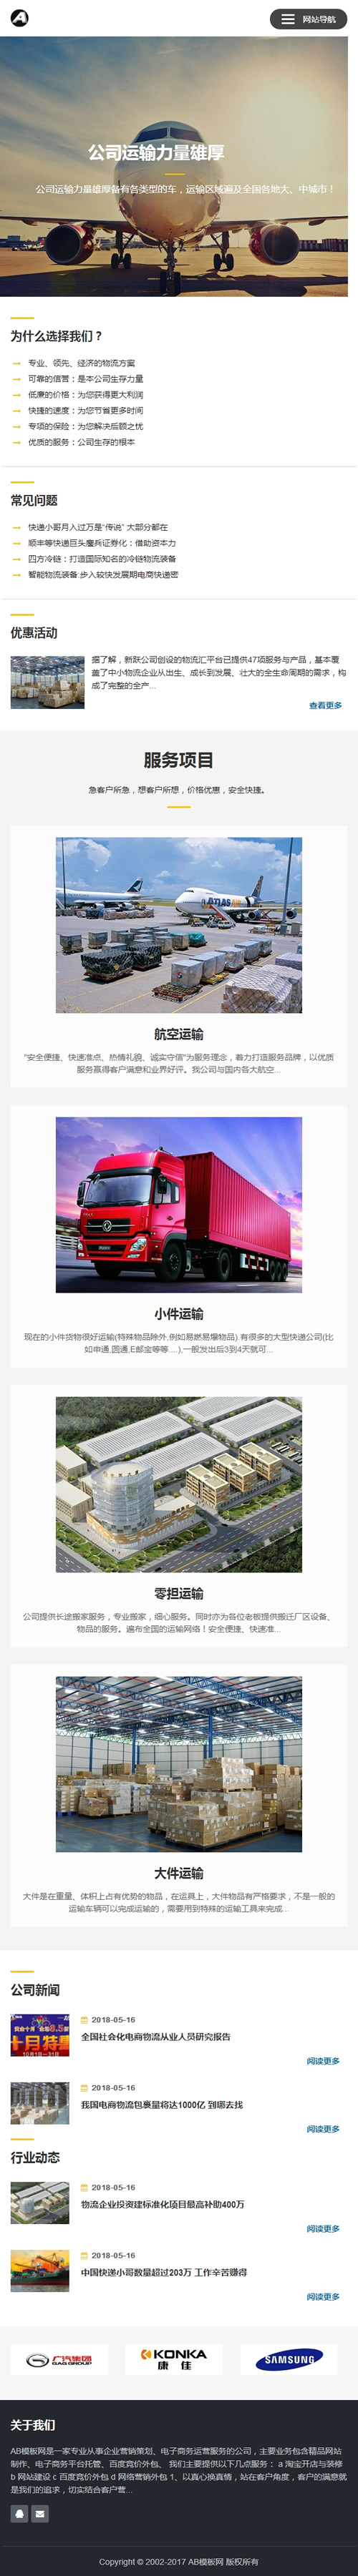 网站导航
公司运输力量雄厚
公司运输力量雄厚备有各类型的车，运输区域遍及全国各地大、中城市！
为什么选择我们？
专业、领先、经济的物流方案
可靠的信誉：是本公司生存力量
低廉的价格：为您获得更大利润
快捷的速度：为您节省更多时间
专项的保险：为您解决后顾之忧
优质的服务：公司生存的根本
常见问题
快递小哥月入过万是“传说” 大部分都在
顺丰等快递巨头鏖兵证券化：借助资本力
四方冷链：打造国际知名的冷链物流装备
智能物流装备 步入较快发展期电商快递密
优惠活动
据了解，新跃公司创设的物流汇平台已提供47项服务与产品，基本覆
盖了中小物流企业从出生、成长到发展、壮大的全生命周期的需求，构
成了完整的全产...
查看更多
服务项目
急客户所急，想客户所想，价格优惠，安全快捷。
ATLAS AIR
航空运输
"安全便捷、快速准点、热情礼貌、诚实守信"为服务理念，着力打造服务品牌，以优质
服务赢得客户满意和业界好评。我公司与国内各大航空...
小件运输
现在的小件货物很好运输(特殊物品除外,例如易燃易爆物品).有很多的大型快递公司(比
如申通,圆通,E邮宝等等....),一般发出后3到4天就可...
零担运输
公司提供长途搬家服务，专业搬家，细心服务。同时亦为各位老板提供搬迁厂区设备、
物品的服务。遍布全国的运输网络！安全便捷、快速准...
大件运输
大件是在重量、体积上占有优势的物品，在运具上，大件物品有严格要求，不是一般的
运输车辆可以完成运输的，需要用到特殊的运输工具来完成...
公司新闻
十月特惠
10月1日—31日
2018-05-16
全国社会化电商物流从业人员研究报告
阅读更多
2018-05-16
我国电商物流包裹量将达1000亿 到哪去找
阅读更多
行业动态
2018-05-16
物流企业投资建标准化项目最高补助400万
阅读更多
2018-05-16
中国快递小哥数量超过203万 工作辛苦赚得
阅读更多
广汽集团
GAG GROUP
KONKA
康佳
SAMSUNG
关于我们
AB模板网是一家专业从事企业营销策划、电子商务运营服务的公司，主要业务包含精品网站
制作、电子商务平台托管、百度竞价外包、 我们主要提供以下几点服务： a 淘宝开店与装修
b 网站建设 c 百度竞价外包 d 网络营销外包 1、以真心换真情，站在客户角度，客户的满意就
是我们的追求，切实结合客户营...
Copyright © 2002-2017 AB模板网 版权所有